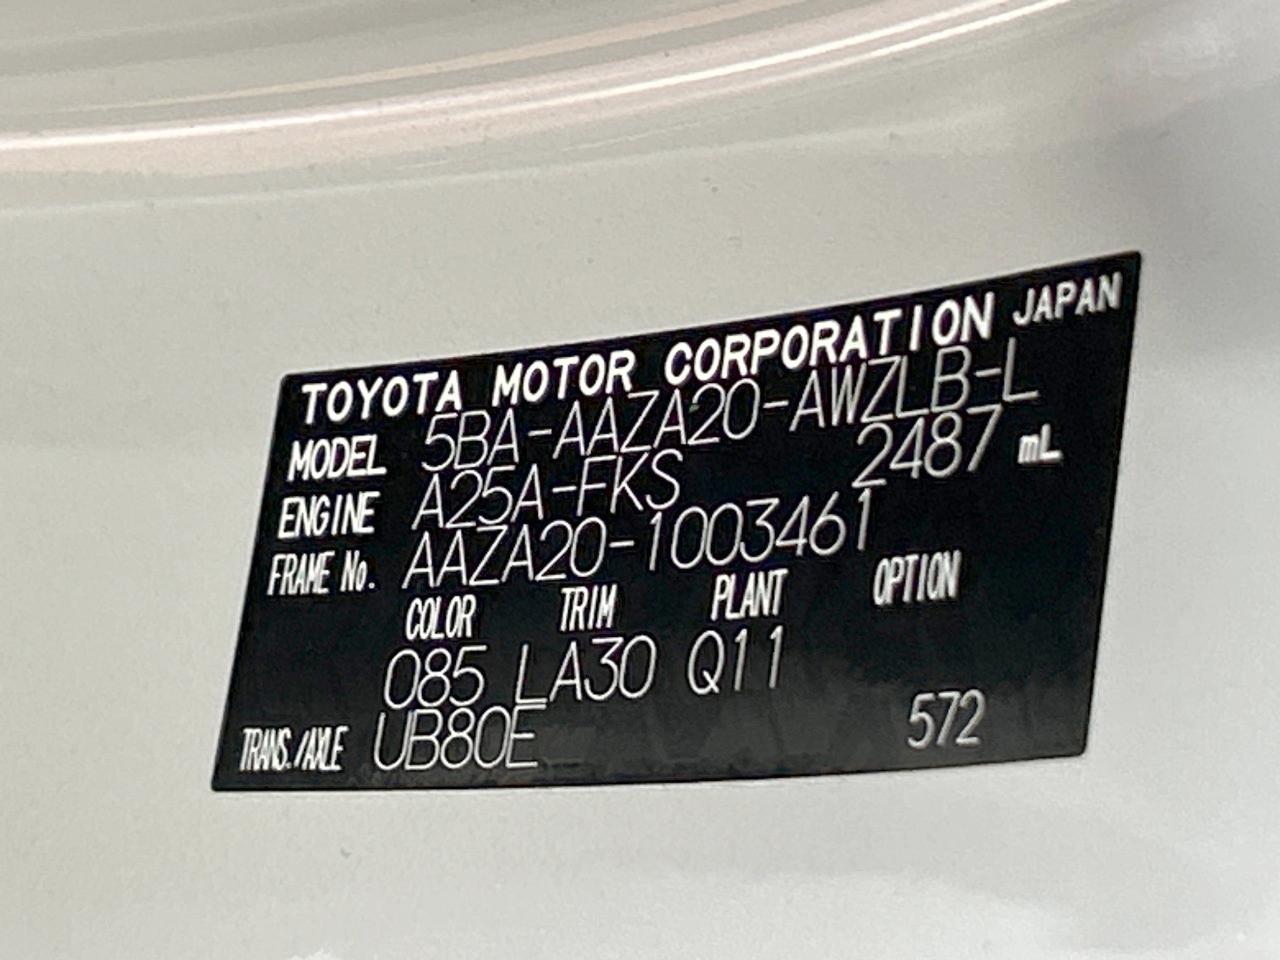 TOYOTA MOTOR CORPORATION JAPAN
MODEL 5BA-AAZA20-AWZLB-L
ENGINE A25A-FKS 2487 mL
FRAME No. AAZA20-1003461
COLOR TRIM PLANT OPTION
085 LA30 Q11
TRANS./AXLE UB80E 572